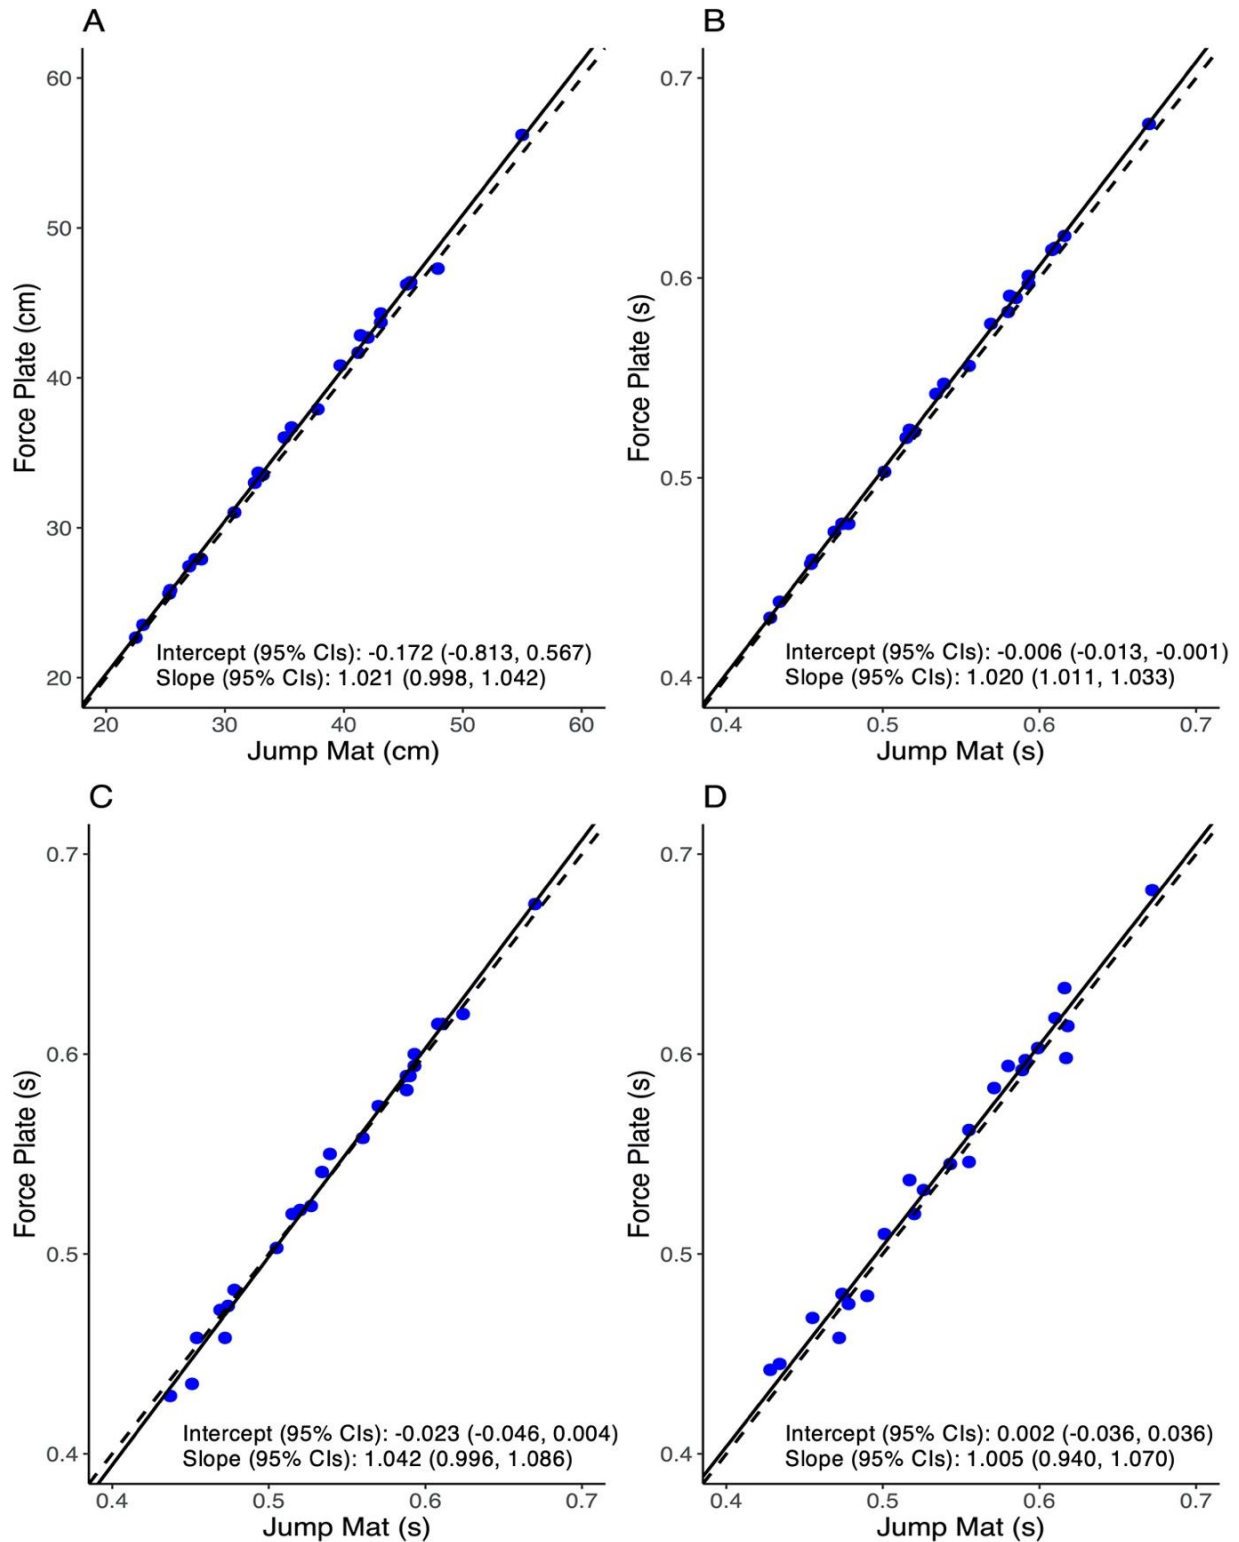 A
Force Plate (cm)
60
50
40
30
20
Intercept (95% CIs): -0.172 (-0.813, 0.567)
Slope (95% CIs): 1.021 (0.998, 1.042)
20 30 40 50 60
Jump Mat (cm)
B
Force Plate (s)
0.7
0.6
0.5
0.4
Intercept (95% CIs): -0.006 (-0.013, -0.001)
Slope (95% CIs): 1.020 (1.011, 1.033)
0.4 0.5 0.6 0.7
Jump Mat (s)
C
Force Plate (s)
0.7
0.6
0.5
0.4
Intercept (95% CIs): -0.023 (-0.046, 0.004)
Slope (95% CIs): 1.042 (0.996, 1.086)
0.4 0.5 0.6 0.7
Jump Mat (s)
D
Force Plate (s)
0.7
0.6
0.5
0.4
Intercept (95% CIs): 0.002 (-0.036, 0.036)
Slope (95% CIs): 1.005 (0.940, 1.070)
0.4 0.5 0.6 0.7
Jump Mat (s)